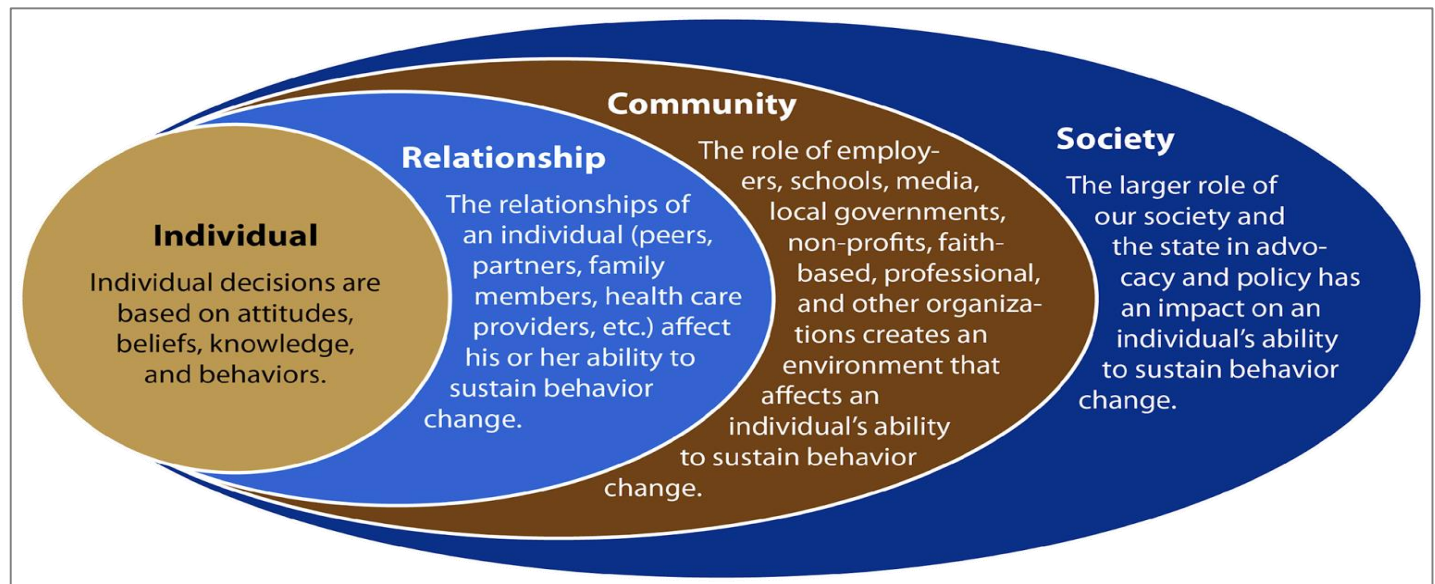 Individual
Individual decisions are
based on attitudes,
beliefs, knowledge,
and behaviors.
Relationship
The relationships of
an individual (peers,
partners, family
members, health care
providers, etc.) affect
his or her ability to
sustain behavior
change.
Community
The role of employ-
ers, schools, media,
local governments,
non-profits, faith-
based, professional,
and other organiza-
tions creates an
environment that
affects an
individual’s ability
to sustain behavior
change.
Society
The larger role of
our society and
the state in advo-
cacy and policy has
an impact on an
individual’s ability
to sustain behavior
change.